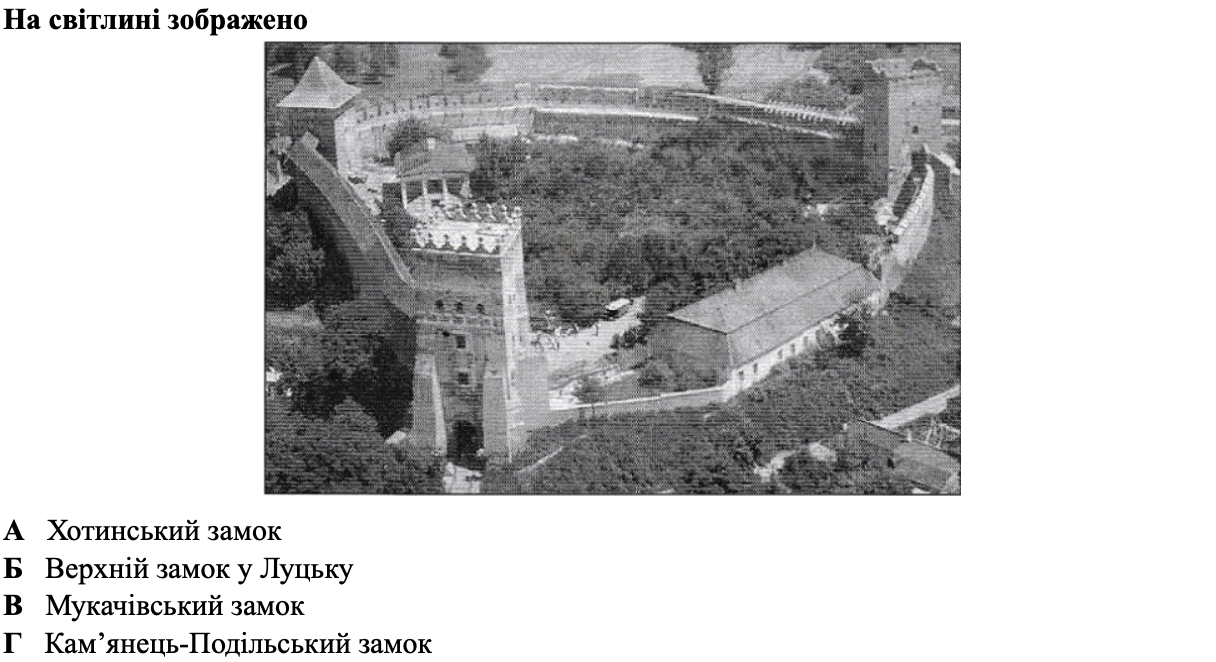 На світлині зображено
А Хотинський замок
Б Верхній замок у Луцьку
В Мукачівський замок
Г Кам’янець-Подільський замок